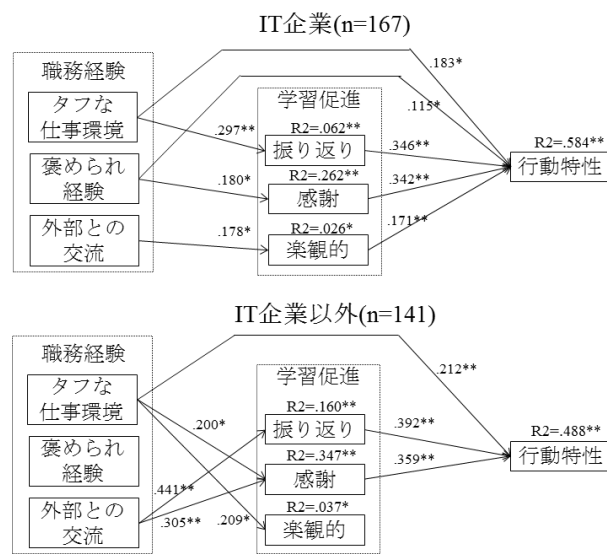 IT企業(n=167)
職務経験
タフな
仕事環境
褒められ
経験
外部との
交流
学習促進
R2=.062**
振り返り
R2=.262**
感謝
R2=.026*
楽観的
R2=.584**
行動特性
.183*
.115*
.297**
.180*
.178*
.346**
.342**
.171**
IT企業以外(n=141)
職務経験
タフな
仕事環境
褒められ
経験
外部との
交流
学習促進
R2=.160**
振り返り
R2=.347**
感謝
R2=.037*
楽観的
R2=.488**
行動特性
.212**
.200*
.441**
.305**
.209*
.392**
.359**